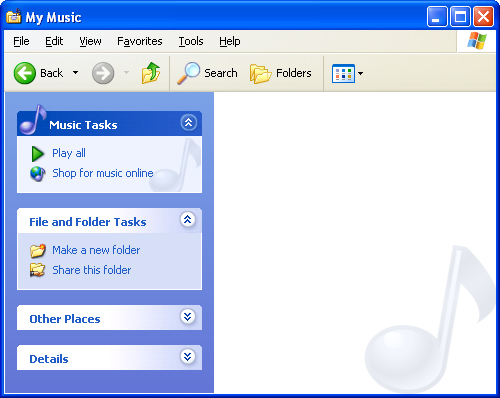 My Music
File Edit View Favorites Tools Help
Back Search Folders
Music Tasks
Play all
Shop for music online
File and Folder Tasks
Make a new folder
Share this folder
Other Places
Details